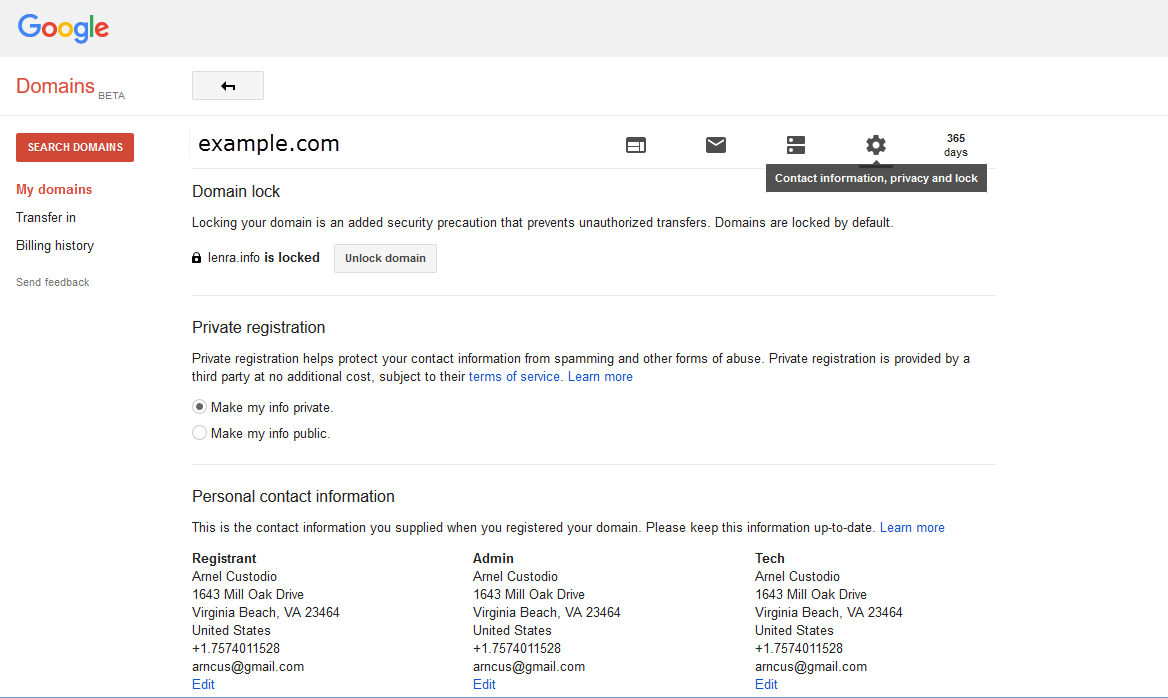 Google
Domains BETA
SEARCH DOMAINS
My domains
Transfer in
Billing history
Send feedback
example.com
365
days
Contact information, privacy and lock
Domain lock
Locking your domain is an added security precaution that prevents unauthorized transfers. Domains are locked by default.
lenra.info is locked Unlock domain
Private registration
Private registration helps protect your contact information from spamming and other forms of abuse. Private registration is provided by a
third party at no additional cost, subject to their terms of service. Learn more
Make my info private.
Make my info public.
Personal contact information
This is the contact information you supplied when you registered your domain. Please keep this information up-to-date. Learn more
Registrant
Arnel Custodio
1643 Mill Oak Drive
Virginia Beach, VA 23464
United States
+1.7574011528
arncus@gmail.com
Edit
Admin
Arnel Custodio
1643 Mill Oak Drive
Virginia Beach, VA 23464
United States
+1.7574011528
arncus@gmail.com
Edit
Tech
Arnel Custodio
1643 Mill Oak Drive
Virginia Beach, VA 23464
United States
+1.7574011528
arncus@gmail.com
Edit